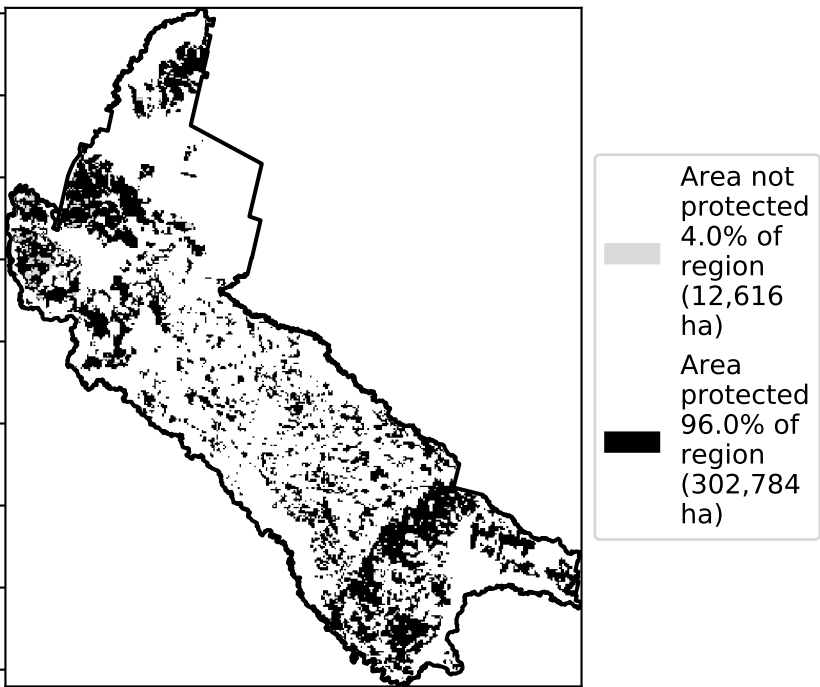 Area not
protected
4.0% of
region
(12,616
ha)
Area
protected
96.0% of
region
(302,784
ha)